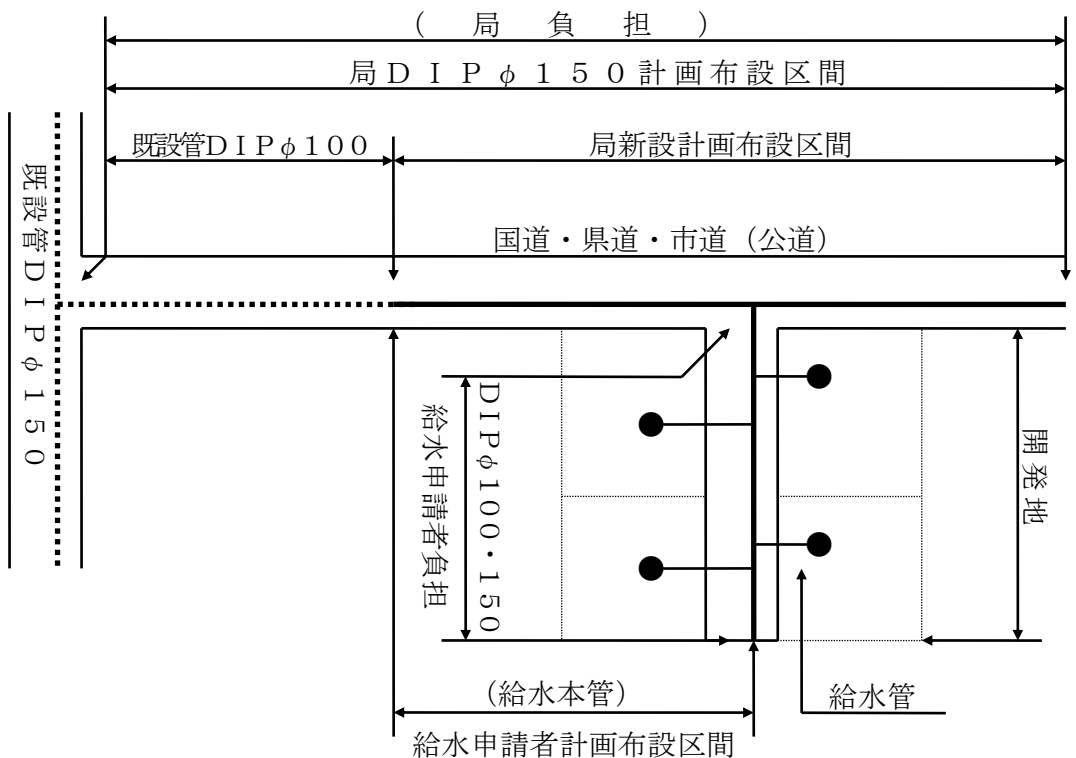 ( 局 負 担 )
局DIPφ150計画布設区間
既設管DIPφ100
局新設計画布設区間
国道・県道・市道(公道)
既設管DIPφ150
DIPφ100・150
給水申請者負担
開発地
(給水本管)
給水管
給水申請者計画布設区間